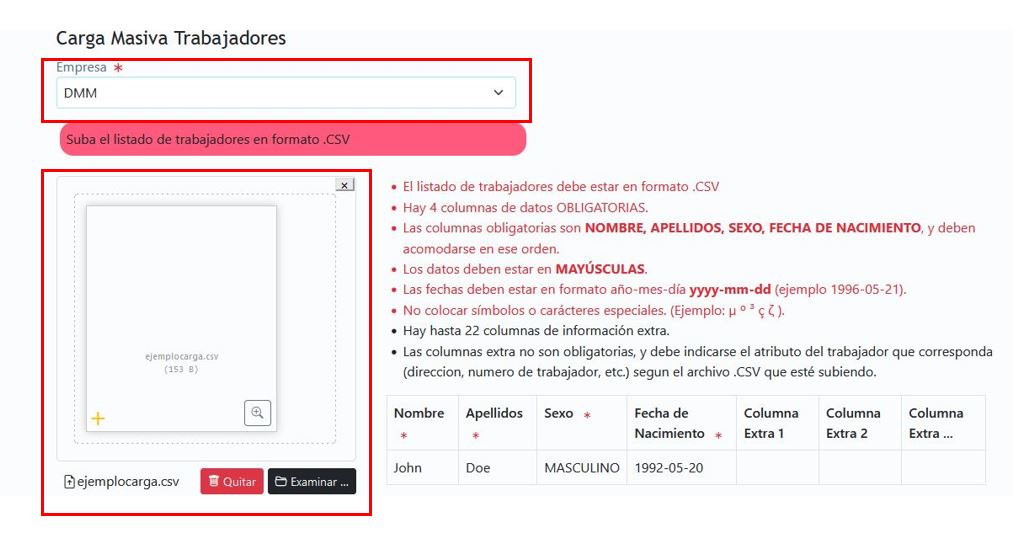 Carga Masiva Trabajadores
Empresa *
DMM
Suba el listado de trabajadores en formato .CSV
x
ejemplocarga.csv
(153 B)
ejemplocarga.csv
Quitar
Examinar ...
• El listado de trabajadores debe estar en formato .CSV
• Hay 4 columnas de datos OBLIGATORIAS.
• Las columnas obligatorias son NOMBRE, APELLIDOS, SEXO, FECHA DE NACIMIENTO, y deben
acomodarse en ese orden.
• Los datos deben estar en MAYÚSCULAS.
• Las fechas deben estar en formato año-mes-día yyyy-mm-dd (ejemplo 1996-05-21).
• No colocar símbolos o carácteres especiales. (Ejemplo: µ º ³ ç ζ ).
• Hay hasta 22 columnas de información extra.
• Las columnas extra no son obligatorias, y debe indicarse el atributo del trabajador que corresponda
(direccion, numero de trabajador, etc.) segun el archivo .CSV que esté subiendo.
Nombre * Apellidos * Sexo * Fecha de Nacimiento * Columna Extra 1 Columna Extra 2 Columna Extra ...
John Doe MASCULINO 1992-05-20